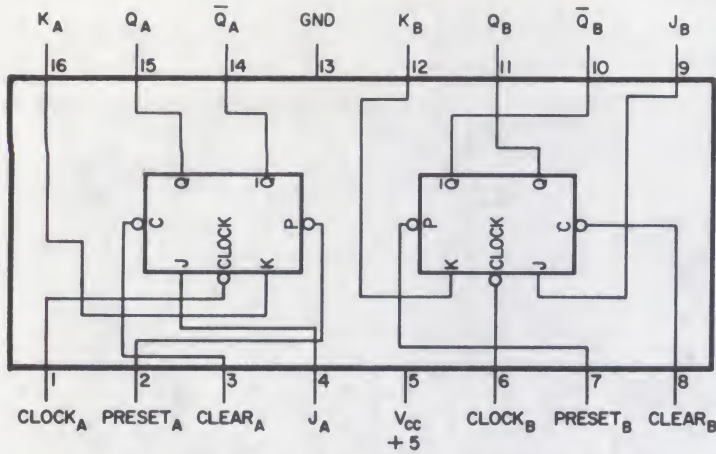 K_A Q_A Q̅_A GND K_B Q_B Q̅_B J_B
16 15 14 13 12 11 10 9
Q Q̅ Q̅ Q
C CLOCK P P CLOCK C
J K K J
1 2 3 4 5 6 7 8
CLOCK_A PRESET_A CLEAR_A J_A V_CC CLOCK_B PRESET_B CLEAR_B
+ 5